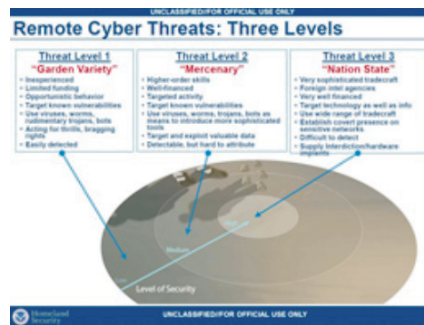 UNCLASSIFIED//FOR OFFICIAL USE ONLY
Remote Cyber Threats: Three Levels
Threat Level 1
"Garden Variety"
• Inexperienced
• Limited funding
• Opportunistic behavior
• Target known vulnerabilities
• Use viruses, worms,
rudimentary trojans, bots
• Acting for thrills, bragging
rights
• Easily detected
Threat Level 2
"Mercenary"
• Higher-order skills
• Well-financed
• Targeted activity
• Target known vulnerabilities
• Use viruses, worms, trojans, bots as
means to introduce more sophisticated
tools
• Target and exploit valuable data
• Detectable, but hard to attribute
Threat Level 3
"Nation State"
• Very sophisticated tradecraft
• Foreign intel agencies
• Very well financed
• Target technology as well as info
• Use wide range of tradecraft
• Establish covert presence on
sensitive networks
• Difficult to detect
• Supply interdiction/hardware
implants
High
Medium
Low
Level of Security
Homeland
Security
UNCLASSIFIED//FOR OFFICIAL USE ONLY